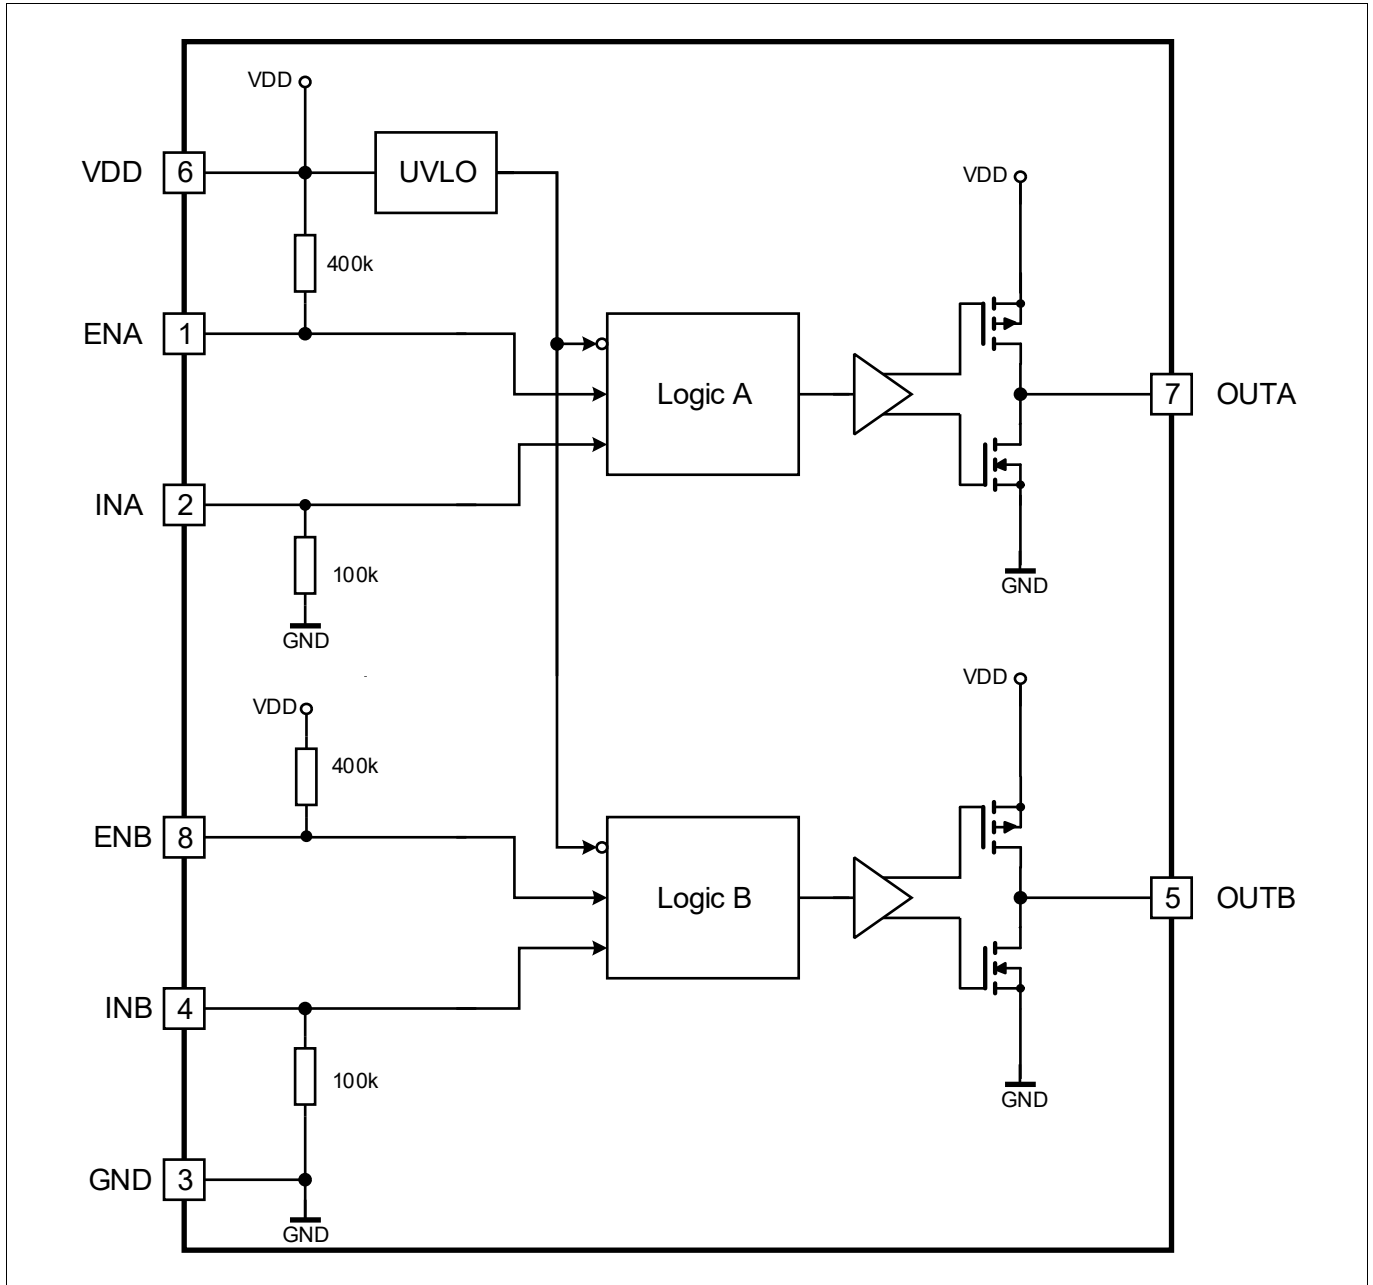 VDD
VDD 6 UVLO
VDD
400k
ENA 1
Logic A
7 OUTA
INA 2
100k
GND
GND
VDD
VDD
400k
ENB 8
Logic B
5 OUTB
INB 4
100k
GND
GND 3
GND